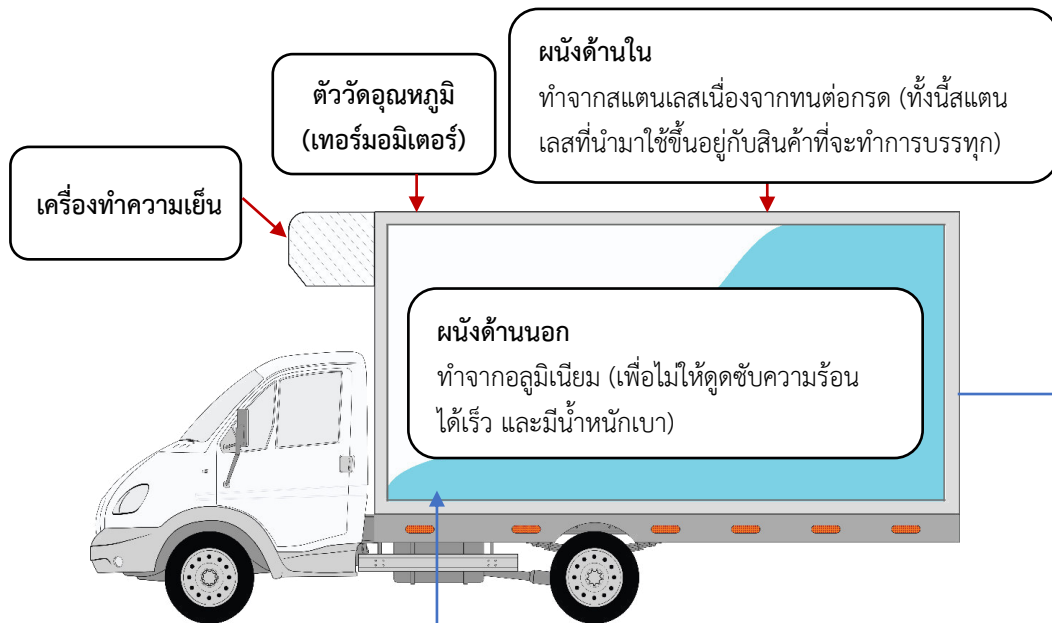 ผนังด้านใน
ทำจากสแตนเลสเนื่องจากทนต่อกรด (ทั้งนี้สแตน
เลสที่นำมาใช้ขึ้นอยู่กับสินค้าที่จะทำการบรรทุก)
ตัววัดอุณหภูมิ
(เทอร์มอมิเตอร์)
เครื่องทำความเย็น
ผนังด้านนอก
ทำจากอลูมิเนียม (เพื่อไม่ให้ดูดซับความร้อน
ได้เร็ว และมีน้ำหนักเบา)